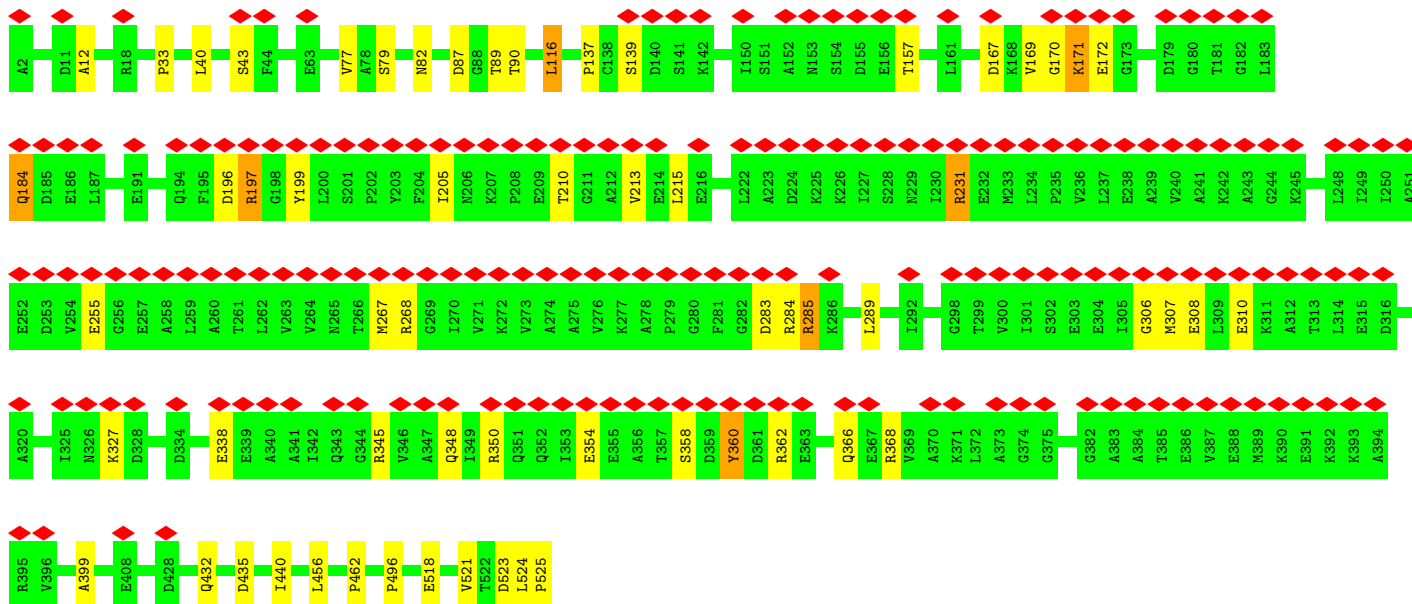 A2 D11 A12 R18 P33 L40 S43 F44 E63 V77 A78 S79 N82 D87 G88 T89 T90 L116 P137 C138 S139 D140 S141 K142 I150 S151 A152 N153 S154 D155 E156 T157 L161 D167 K168 V169 G170 K171 E172 G173 D179 G180 T181 G182 L183
Q184 D185 E186 L187 E191 Q194 F195 D196 R197 G198 Y199 L200 S201 P202 Y203 F204 I205 N206 K207 P208 E209 T210 G211 A212 V213 E214 L215 E216 L222 A223 D224 K225 K226 I227 S228 N229 I230 R231 E232 M233 L234 P235 V236 L237 E238 A239 V240 A241 K242 A243 G244 K245 L248 I249 I250 A251
E252 D253 V254 E255 G256 E257 A258 L259 A260 T261 L262 V263 V264 N265 T266 M267 R268 G269 I270 V271 K272 V273 A274 A275 V276 K277 A278 P279 G280 F281 G282 D283 R284 R285 K286 L289 I292 G298 T299 V300 I301 S302 E303 E304 I305 G306 M307 E308 L309 E310 K311 A312 T313 L314 E315 D316
A320 I325 N326 K327 D328 D334 E338 E339 A340 A341 I342 Q343 G344 R345 V346 A347 Q348 I349 R350 Q351 Q352 I353 E354 E355 A356 T357 S358 D359 Y360 D361 R362 E363 Q366 E367 R368 V369 A370 K371 L372 A373 G374 G375 G382 A383 A384 T385 E386 V387 E388 M389 K390 E391 K392 K393 A394
R395 V396 A399 E408 D428 Q432 D435 I440 L456 P462 P496 E518 V521 T522 D523 L524 P525